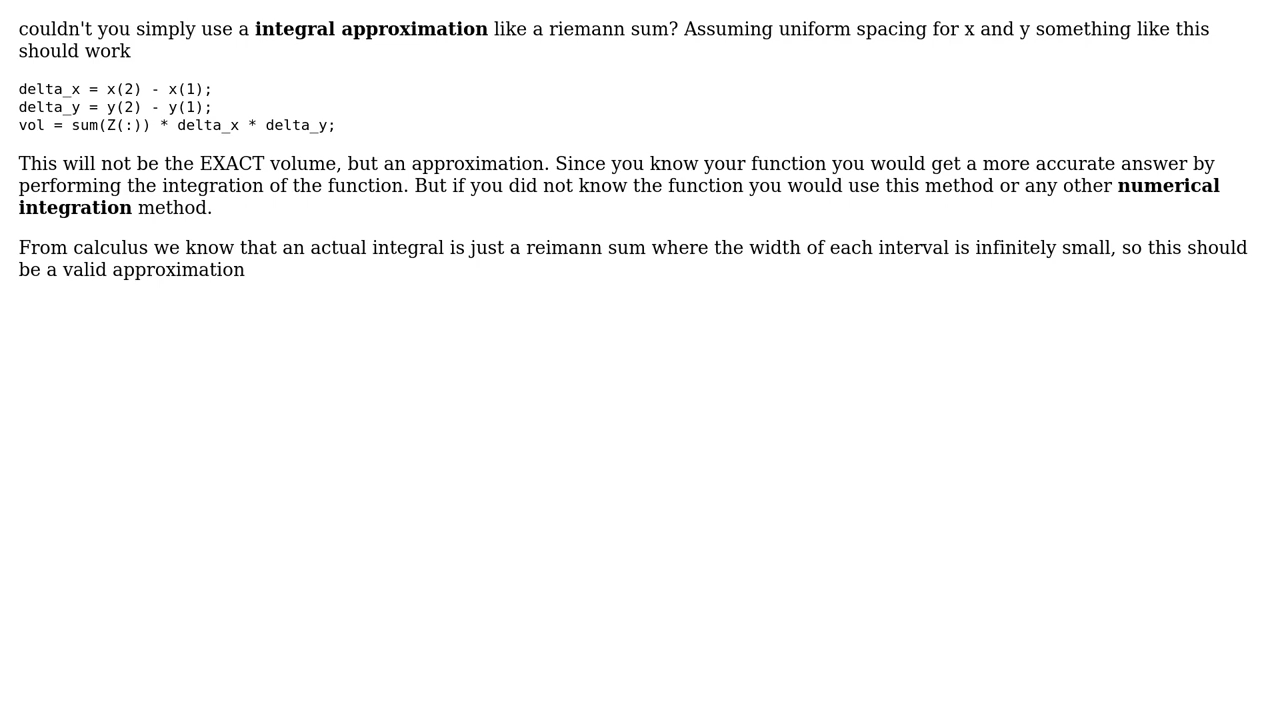 couldn't you simply use a integral approximation like a riemann sum? Assuming uniform spacing for x and y something like this
should work
delta_x = x(2) - x(1);
delta_y = y(2) - y(1);
vol = sum(Z(:)) * delta_x * delta_y;
This will not be the EXACT volume, but an approximation. Since you know your function you would get a more accurate answer by
performing the integration of the function. But if you did not know the function you would use this method or any other numerical
integration method.
From calculus we know that an actual integral is just a reimann sum where the width of each interval is infinitely small, so this should
be a valid approximation